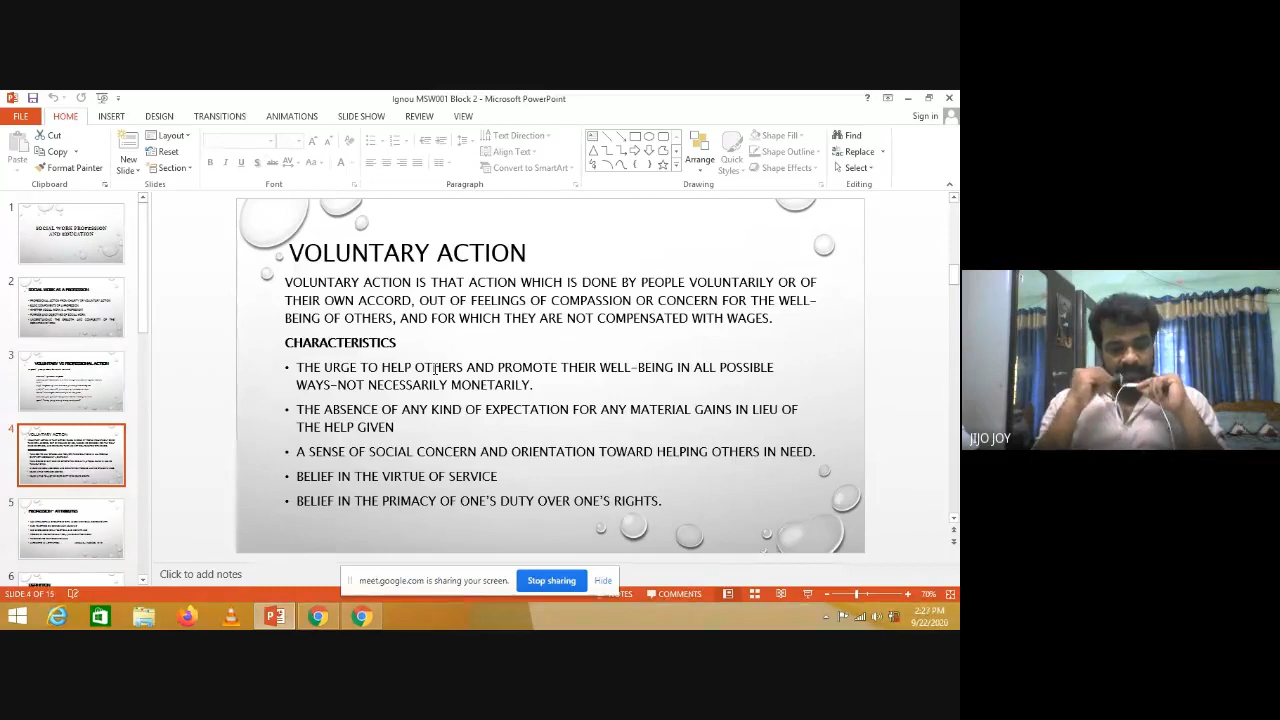 Ignou MSW001 Block 2 - Microsoft PowerPoint
FILE HOME INSERT DESIGN TRANSITIONS ANIMATIONS SLIDE SHOW REVIEW VIEW Sign in
Paste Cut Copy Format Painter Clipboard
New Slide Layout Reset Section Slides
Font
Text Direction Align Text Convert to SmartArt Paragraph
Arrange Quick Styles Shape Fill Shape Outline Shape Effects Drawing
Find Replace Select Editing
1
SOCIAL WORK PROFESSION
AND EDUCATION
2
SOCIAL WORK AS A PROFESSION
3
VOLUNTARY VS PROFESSIONAL ACTION
4
VOLUNTARY ACTION
5
6
VOLUNTARY ACTION
VOLUNTARY ACTION IS THAT ACTION WHICH IS DONE BY PEOPLE VOLUNTARILY OR OF
THEIR OWN ACCORD, OUT OF FEELINGS OF COMPASSION OR CONCERN FOR THE WELL-
BEING OF OTHERS, AND FOR WHICH THEY ARE NOT COMPENSATED WITH WAGES.
CHARACTERISTICS
• THE URGE TO HELP OTHERS AND PROMOTE THEIR WELL-BEING IN ALL POSSIBLE
WAYS-NOT NECESSARILY MONETARILY.
• THE ABSENCE OF ANY KIND OF EXPECTATION FOR ANY MATERIAL GAINS IN LIEU OF
THE HELP GIVEN
• A SENSE OF SOCIAL CONCERN AND ORIENTATION TOWARD HELPING OTHERS IN NEED.
• BELIEF IN THE VIRTUE OF SERVICE
• BELIEF IN THE PRIMACY OF ONE'S DUTY OVER ONE'S RIGHTS.
Click to add notes
meet.google.com is sharing your screen. Stop sharing Hide
SLIDE 4 OF 15 NOTES COMMENTS 70%
2:27 PM
9/22/2020
JIJO JOY